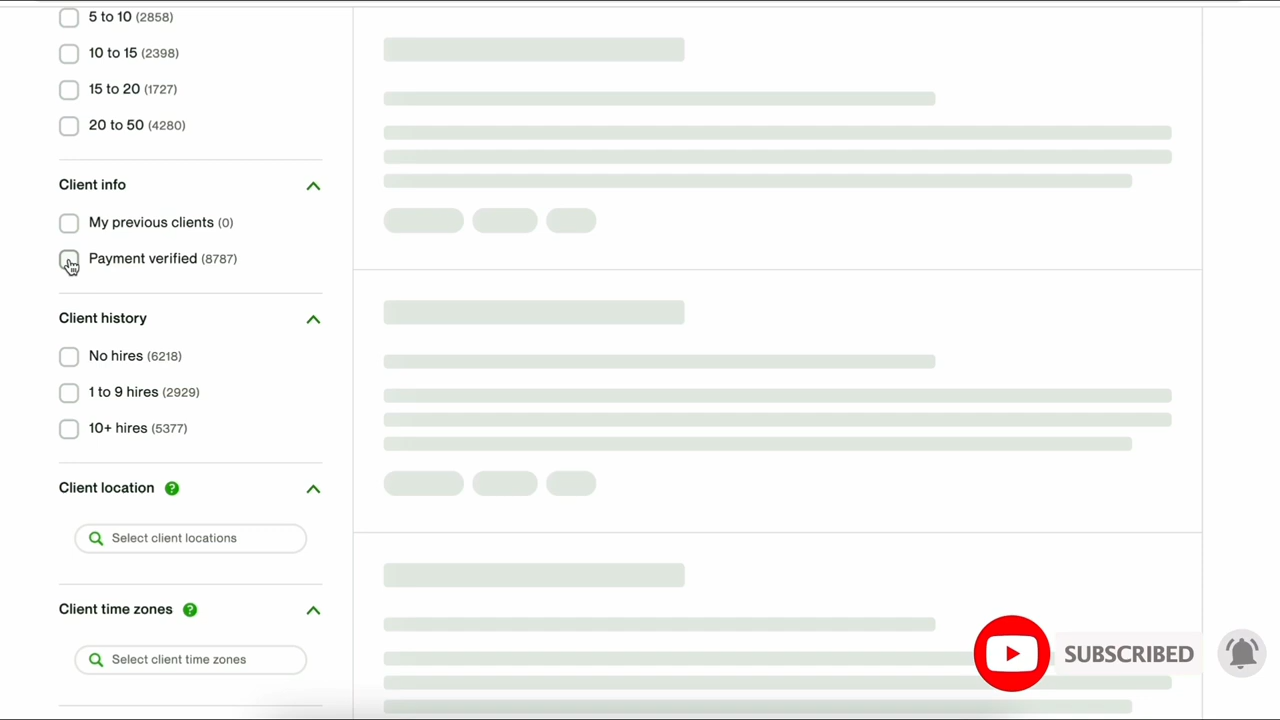 5 to 10 (2858)
10 to 15 (2398)
15 to 20 (1727)
20 to 50 (4280)
Client info
My previous clients (0)
Payment verified (8787)
Client history
No hires (6218)
1 to 9 hires (2929)
10+ hires (5377)
Client location ?
Select client locations
Client time zones ?
Select client time zones
SUBSCRIBED